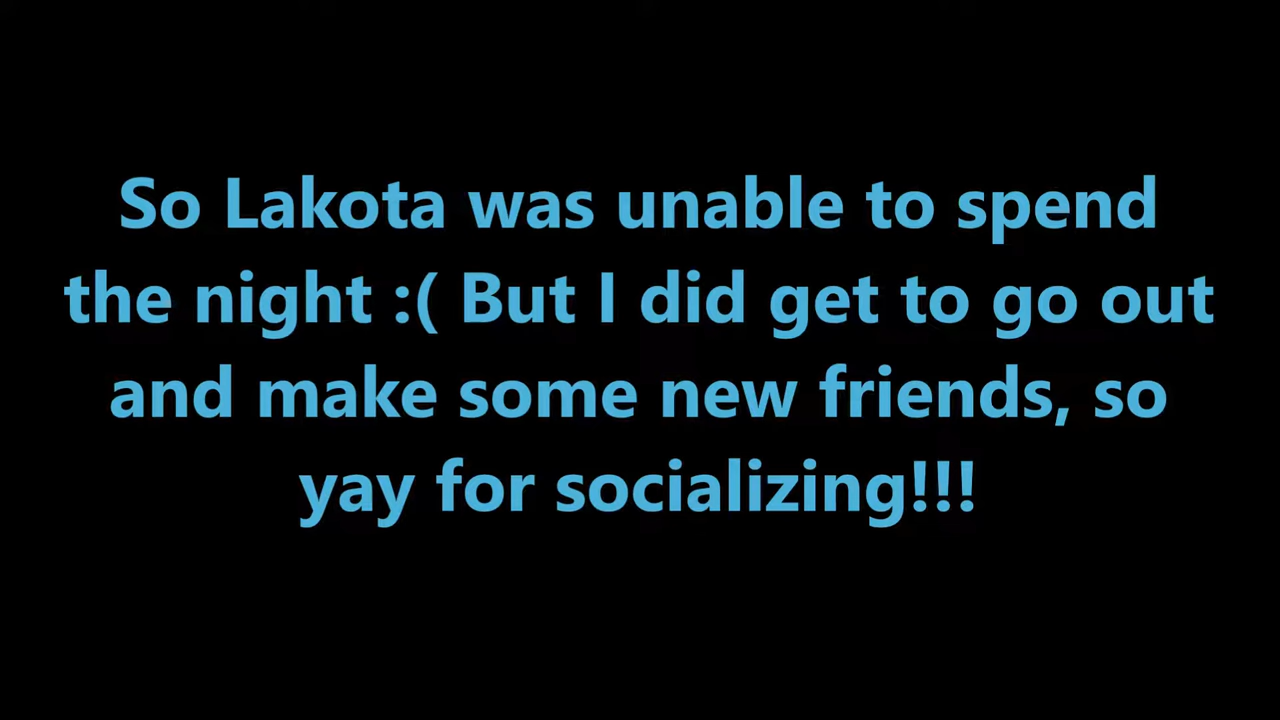 So Lakota was unable to spend
the night :( But I did get to go out
and make some new friends, so
yay for socializing!!!